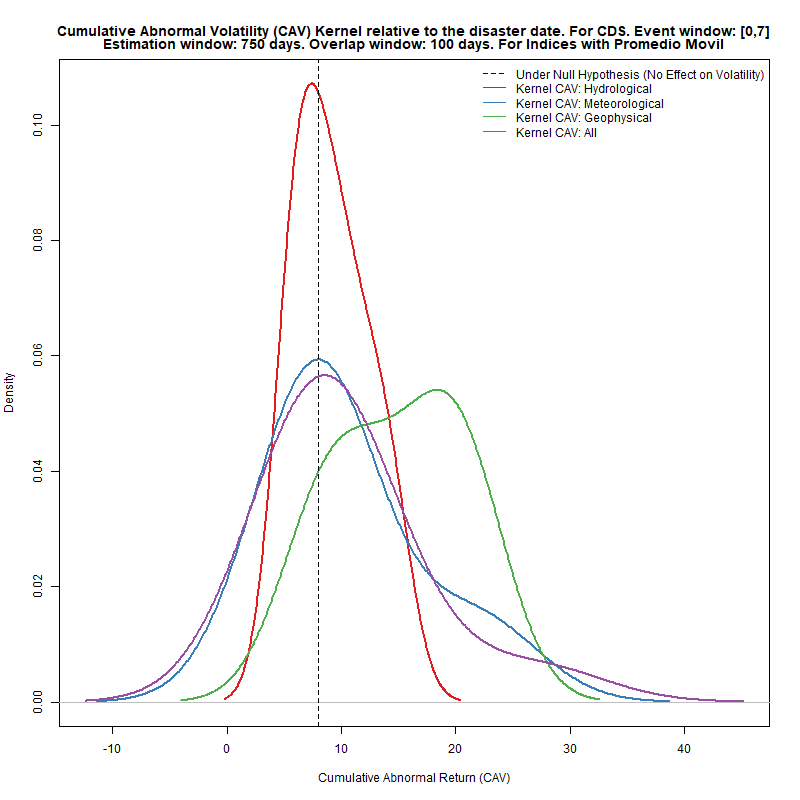 Cumulative Abnormal Volatility (CAV) Kernel relative to the disaster date. For CDS. Event window: [0,7]
Estimation window: 750 days. Overlap window: 100 days. For Indices with Promedio Movil
Under Null Hypothesis (No Effect on Volatility)
Kernel CAV: Hydrological
Kernel CAV: Meteorological
Kernel CAV: Geophysical
Kernel CAV: All
Density
0.10
0.08
0.06
0.04
0.02
0.00
-10
0
10
20
30
40
Cumulative Abnormal Return (CAV)